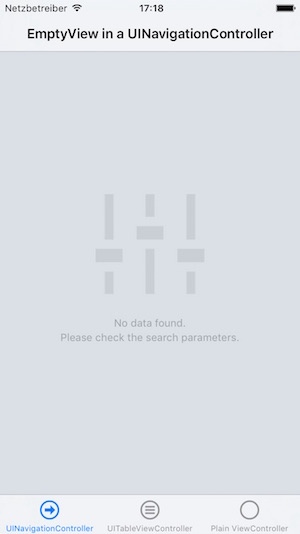 Netzbetreiber 17:18
EmptyView in a UINavigationController
No data found.
Please check the search parameters.
UINavigationController UITableViewController Plain ViewController